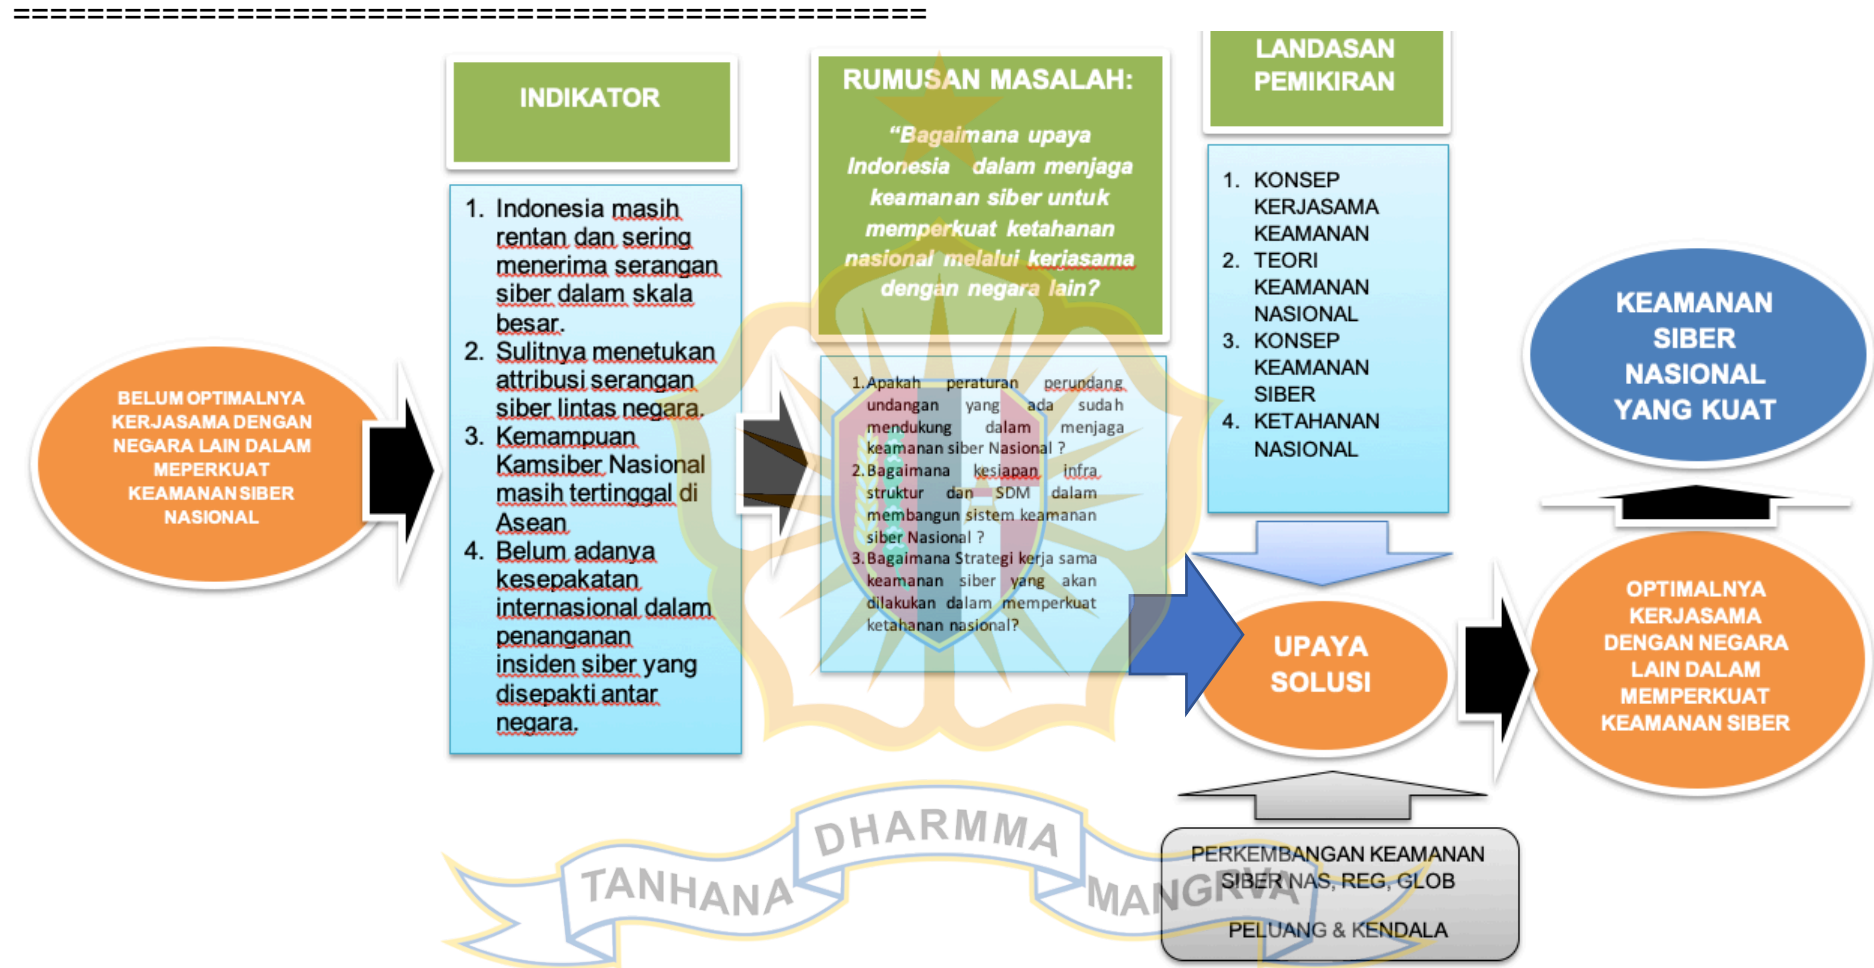 ==================================================
BELUM OPTIMALNYA
KERJASAMA DENGAN
NEGARA LAIN DALAM
MEPERKUAT
KEAMANAN SIBER
NASIONAL
INDIKATOR
1. Indonesia masih
rentan dan sering
menerima serangan
siber dalam skala
besar.
2. Sulitnya menetukan
attribusi serangan
siber lintas negara.
3. Kemampuan
Kamsiber Nasional
masih tertinggal di
Asean
4. Belum adanya
kesepakatan
internasional dalam
penanganan
insiden siber yang
disepakti antar
negara.
RUMUSAN MASALAH:
“Bagaimana upaya
Indonesia dalam menjaga
keamanan siber untuk
memperkuat ketahanan
nasional melalui kerjasama
dengan negara lain?
1. Apakah peraturan perundang
undangan yang ada sudah
mendukung dalam menjaga
keamanan siber Nasional ?
2. Bagaimana kesiapan infra
struktur dan SDM dalam
membangun sistem keamanan
siber Nasional ?
3. Bagaimana Strategi kerja sama
keamanan siber yang akan
dilakukan dalam memperkuat
ketahanan nasional?
LANDASAN
PEMIKIRAN
1. KONSEP
KERJASAMA
KEAMANAN
2. TEORI
KEAMANAN
NASIONAL
3. KONSEP
KEAMANAN
SIBER
4. KETAHANAN
NASIONAL
UPAYA
SOLUSI
PERKEMBANGAN KEAMANAN
SIBER NAS, REG, GLOB
PELUANG & KENDALA
KEAMANAN
SIBER
NASIONAL
YANG KUAT
OPTIMALNYA
KERJASAMA
DENGAN NEGARA
LAIN DALAM
MEMPERKUAT
KEAMANAN SIBER
TANHANA DHARMMA MANGRVA